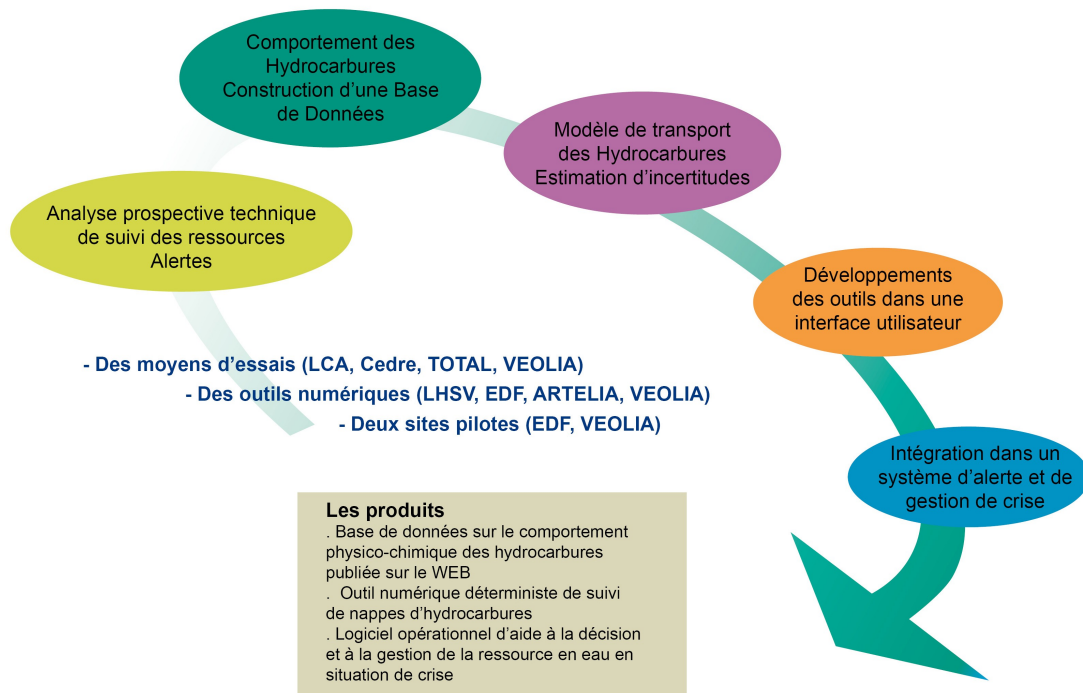 Comportement des
Hydrocarbures
Construction d'une Base
de Données
Modèle de transport
des Hydrocarbures
Estimation d'incertitudes
Analyse prospective technique
de suivi des ressources
Alertes
Développements
des outils dans une
interface utilisateur
- Des moyens d'essais (LCA, Cedre, TOTAL, VEOLIA)
- Des outils numériques (LHSV, EDF, ARTELIA, VEOLIA)
- Deux sites pilotes (EDF, VEOLIA)
Intégration dans un
système d'alerte et de
gestion de crise
Les produits
. Base de données sur le comportement
physico-chimique des hydrocarbures
publiée sur le WEB
. Outil numérique déterministe de suivi
de nappes d'hydrocarbures
. Logiciel opérationnel d'aide à la décision
et à la gestion de la ressource en eau en
situation de crise